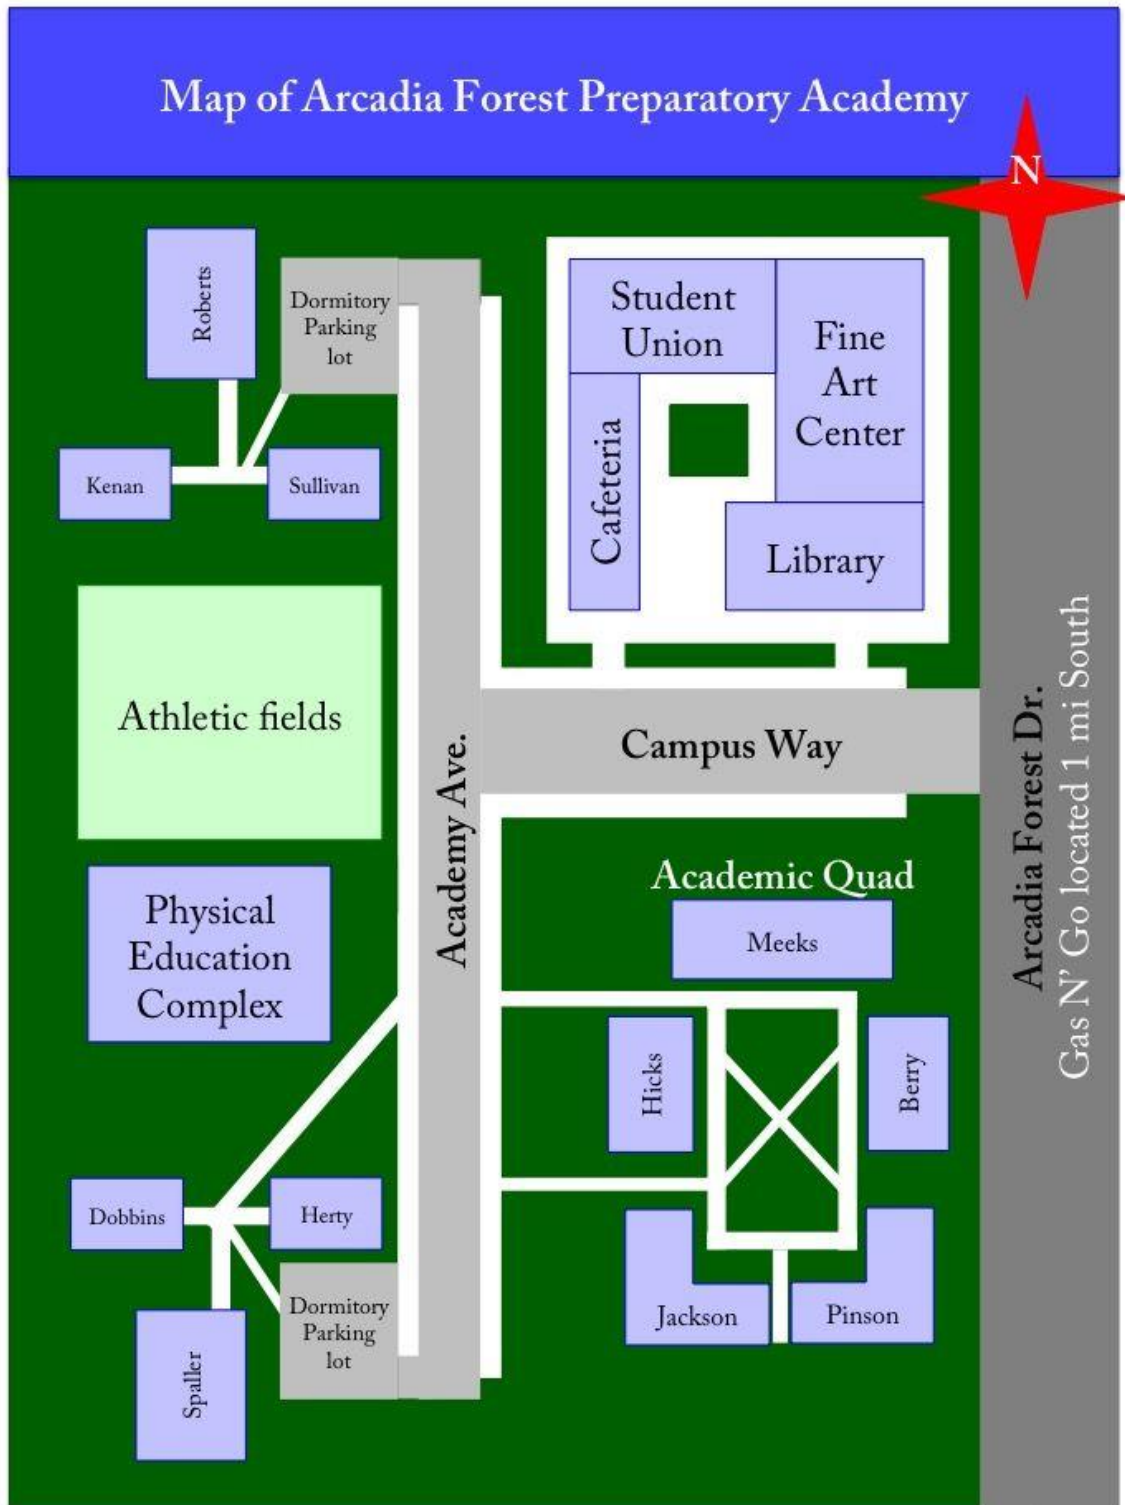 Map of Arcadia Forest Preparatory Academy
N
Roberts
Dormitory
Parking
lot
Kenan
Sullivan
Student
Union
Fine
Art
Center
Cafeteria
Library
Athletic fields
Campus Way
Academy Ave.
Arcadia Forest Dr.
Gas N' Go located 1 mi South
Physical
Education
Complex
Academic Quad
Meeks
Hicks
Berry
Dobbins
Herty
Dormitory
Parking
lot
Spaller
Jackson
Pinson